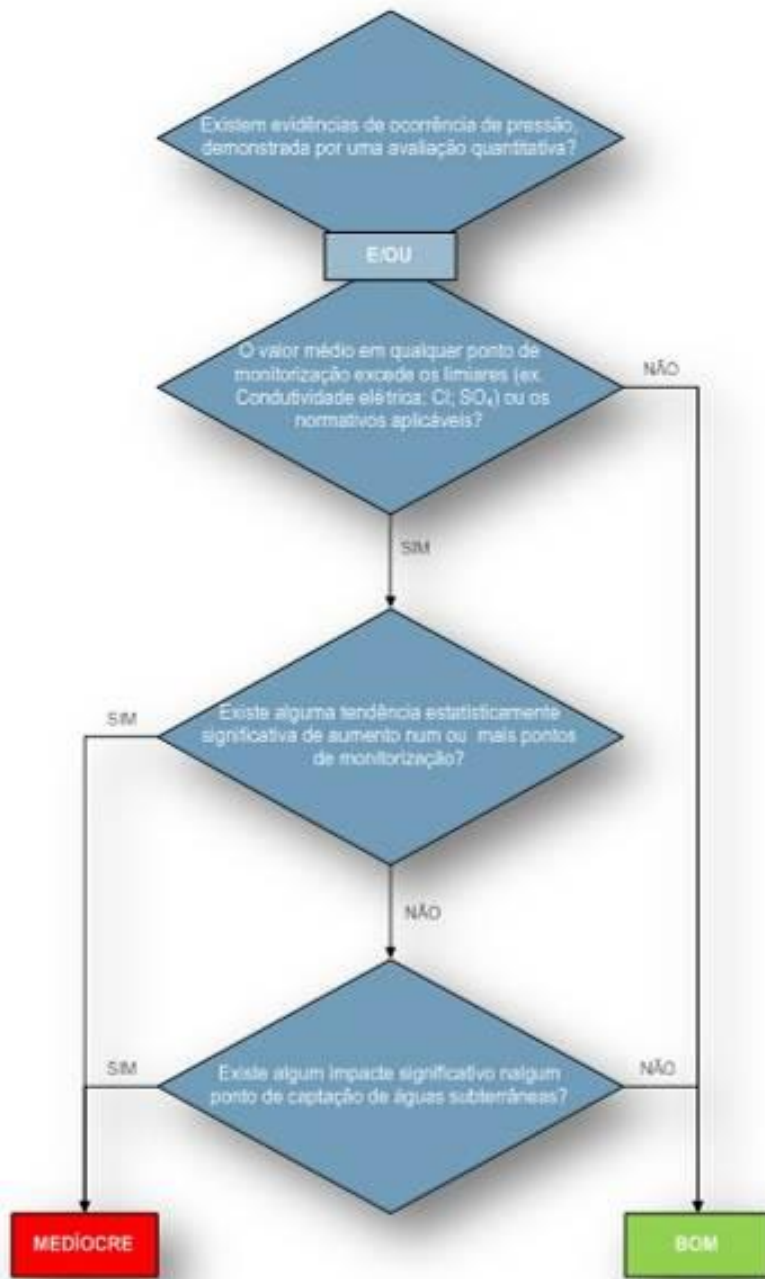 Existem evidências de ocorrência de pressão,
demonstrada por uma avaliação quantitativa?
E/OU
O valor médio em qualquer ponto de
monitorização excede os limiares (ex.
Condutividade elétrica; Cl; SO₄) ou os
normativos aplicáveis?
NÃO
SIM
Existe alguma tendência estatisticamente
significativa de aumento num ou mais pontos
de monitorização?
SIM
NÃO
Existe algum impacte significativo nalgum
ponto de captação de águas subterrâneas?
SIM
NÃO
MEDÍOCRE
BOM